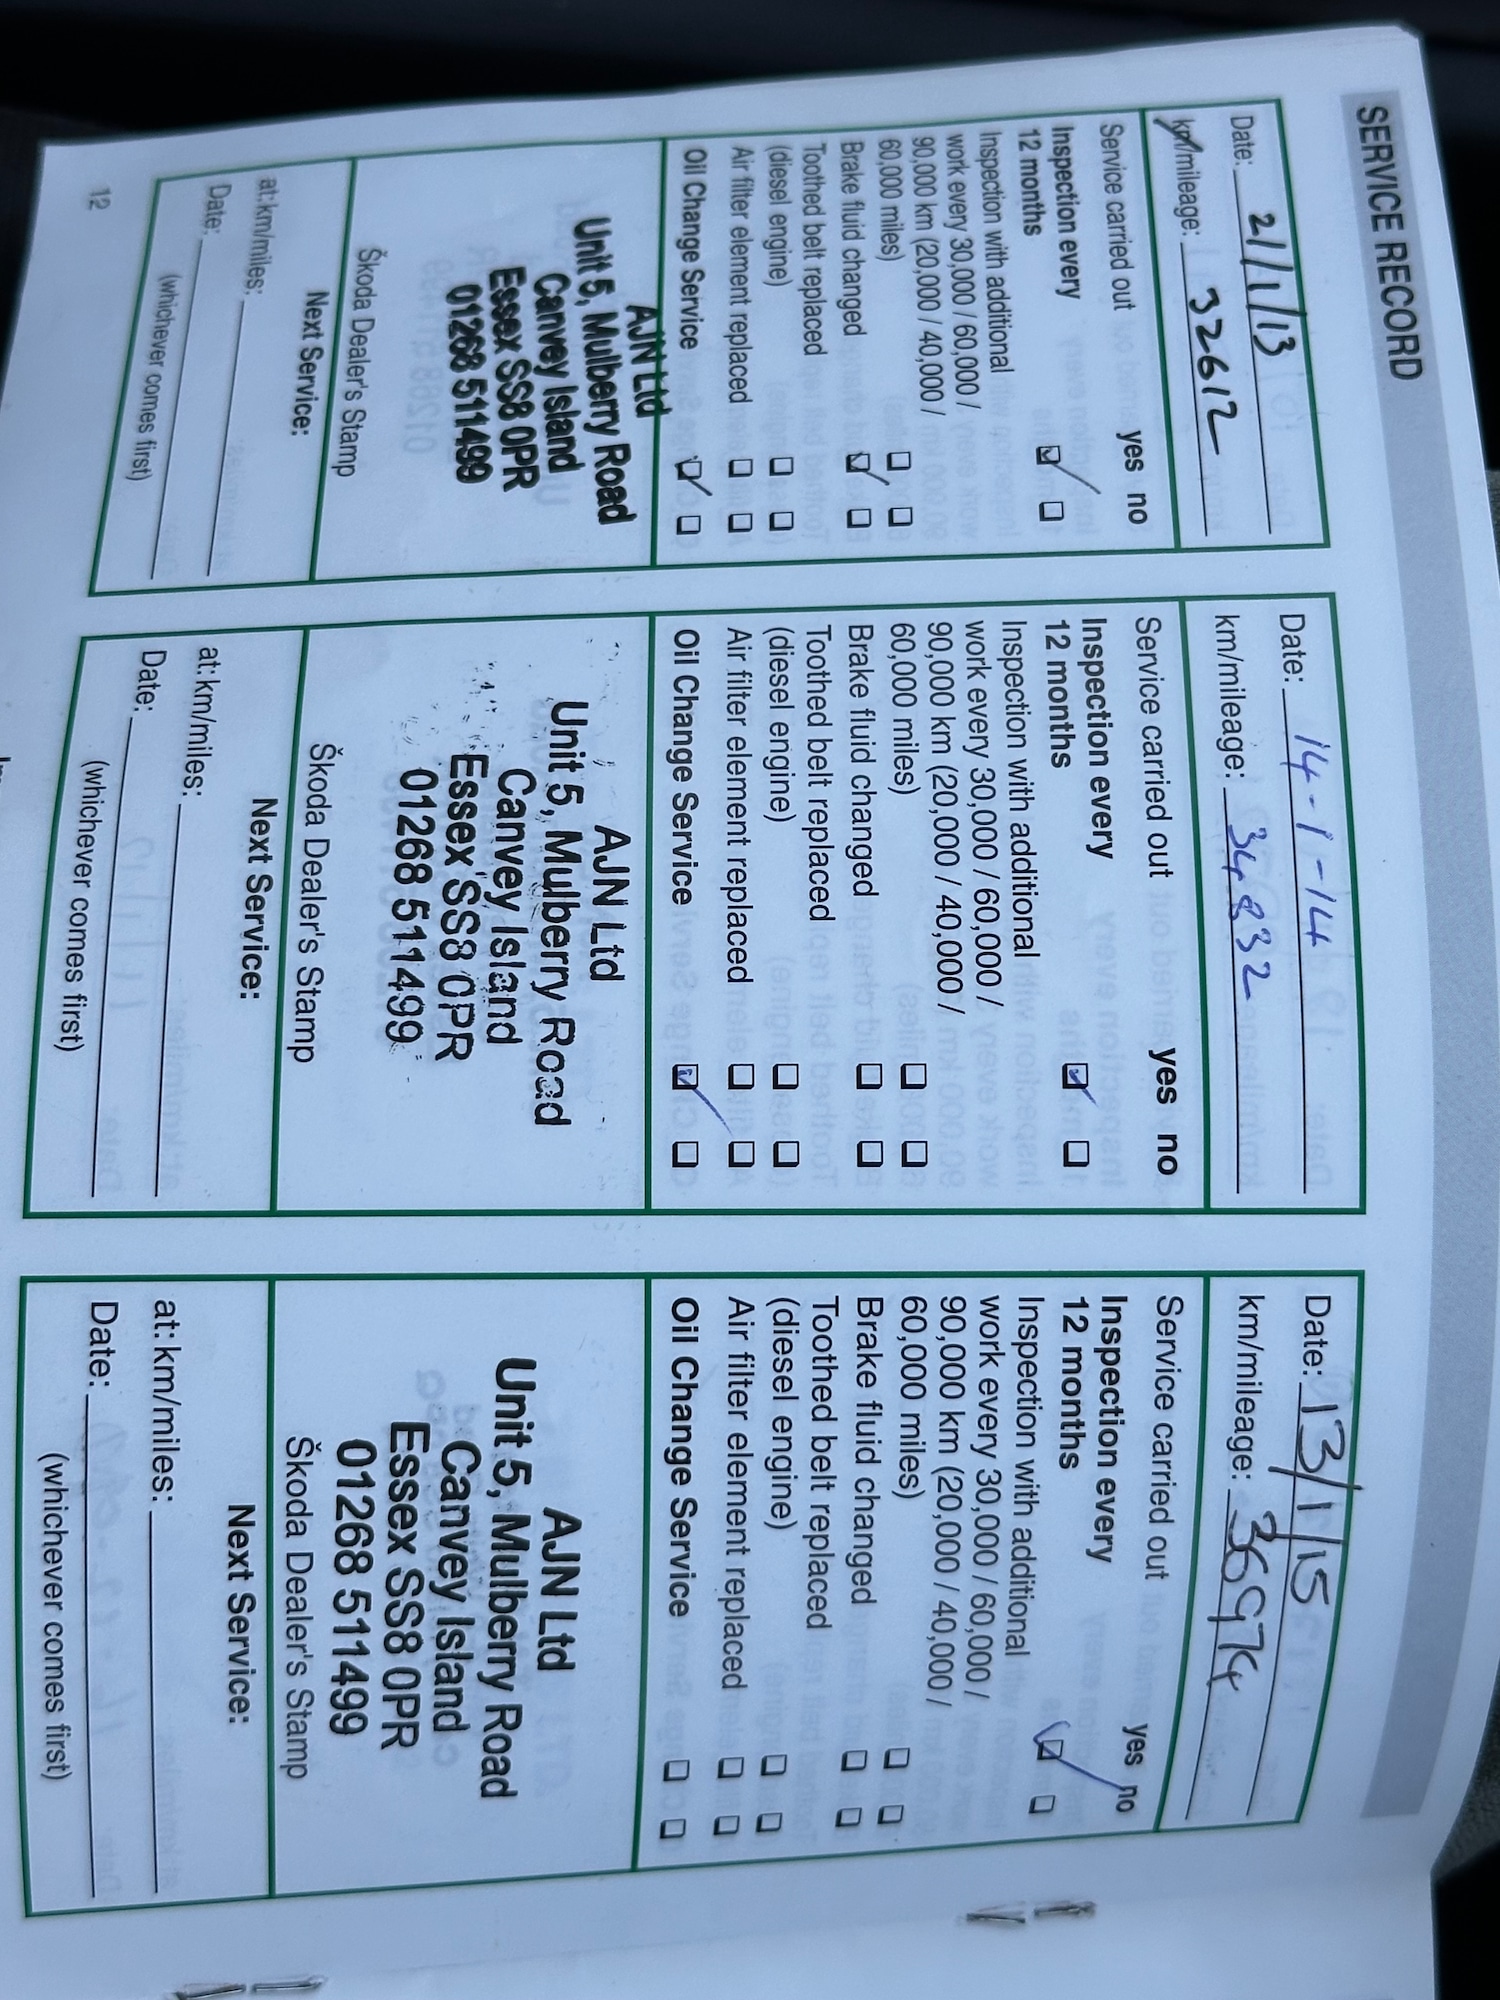 SERVICE RECORD
Date: 21/1/13
km/mileage: 32612
Service carried out yes no
Inspection every
12 months
Inspection with additional
work every 30,000 / 60,000 /
90,000 km (20,000 / 40,000 /
60,000 miles)
Brake fluid changed
Toothed belt replaced
(diesel engine)
Air filter element replaced
Oil Change Service
AJN Ltd
Unit 5, Mulberry Road
Canvey Island
Essex SS8 0PR
01268 511499
Škoda Dealer's Stamp
Next Service:
at: km/miles:
(whichever comes first)
Date:
12
Date: 14-1-14
km/mileage: 34832
Service carried out yes no
Inspection every
12 months
Inspection with additional
work every 30,000 / 60,000 /
90,000 km (20,000 / 40,000 /
60,000 miles)
Brake fluid changed
Toothed belt replaced
(diesel engine)
Air filter element replaced
Oil Change Service
AJN Ltd
Unit 5, Mulberry Road
Canvey Island
Essex SS8 0PR
01268 511499
Škoda Dealer's Stamp
Next Service:
at: km/miles:
Date:
(whichever comes first)
Date: 13/1/15
km/mileage: 36974
Service carried out yes no
Inspection every
12 months
Inspection with additional
work every 30,000 / 60,000 /
90,000 km (20,000 / 40,000 /
60,000 miles)
Brake fluid changed
Toothed belt replaced
(diesel engine)
Air filter element replaced
Oil Change Service
AJN Ltd
Unit 5, Mulberry Road
Canvey Island
Essex SS8 0PR
01268 511499
Škoda Dealer's Stamp
Next Service:
at: km/miles:
Date:
(whichever comes first)